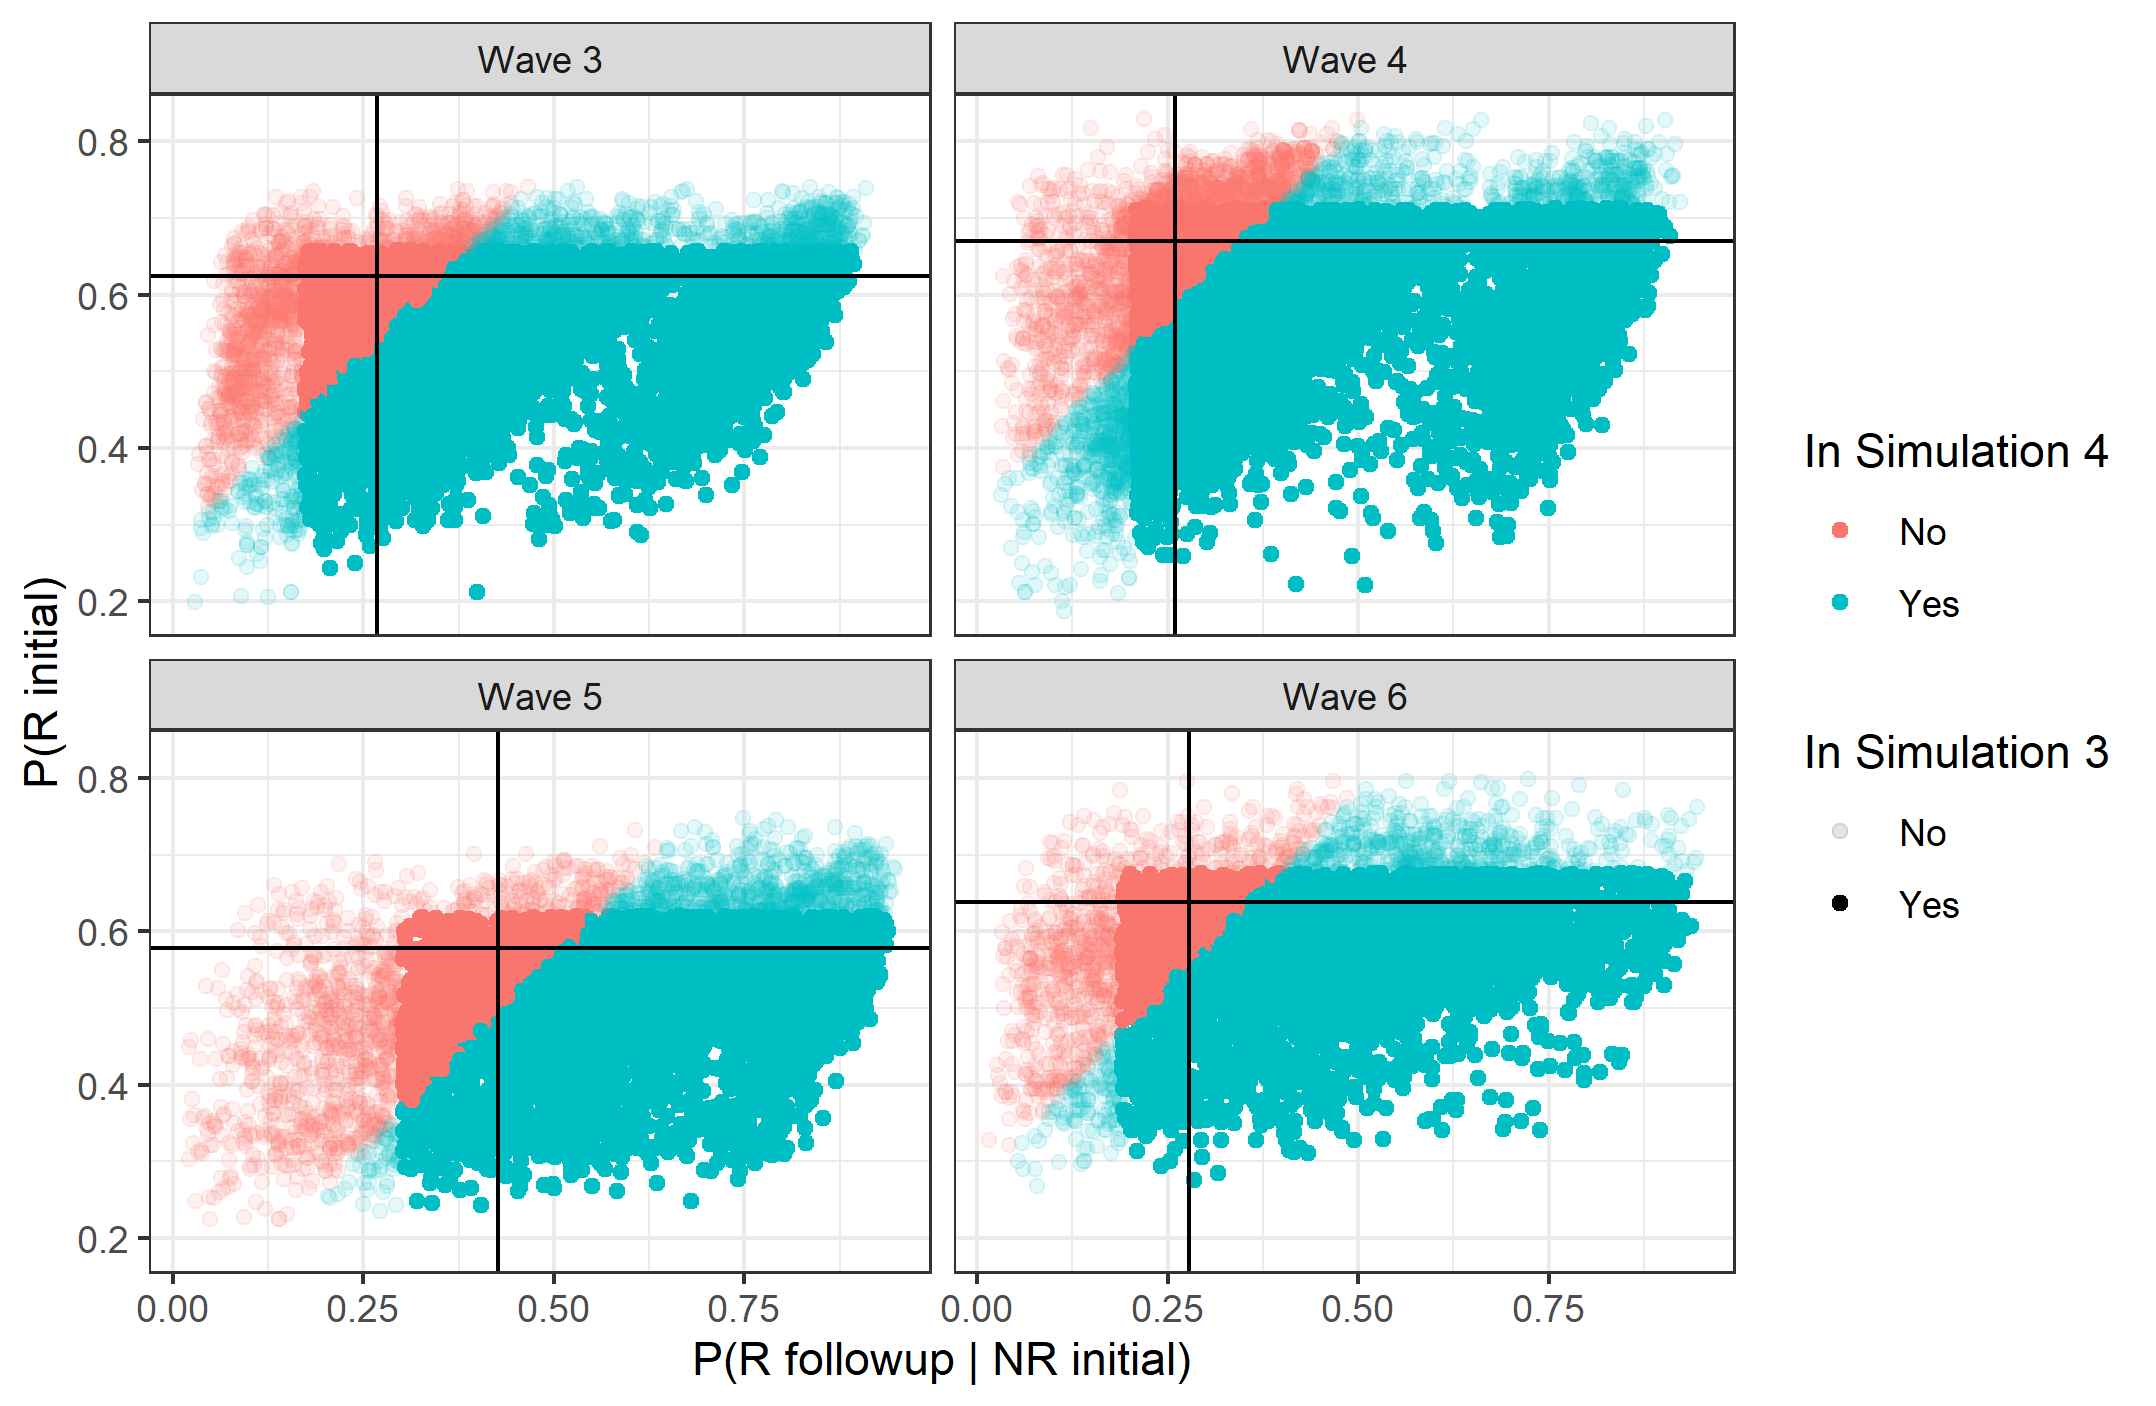 Wave 3
Wave 4
0.8
0.6
0.4
0.2
Wave 5
Wave 6
0.8
0.6
0.4
0.2
0.00 0.25 0.50 0.75
0.00 0.25 0.50 0.75
P(R followup | NR initial)
P(R initial)
In Simulation 4
No
Yes
In Simulation 3
No
Yes